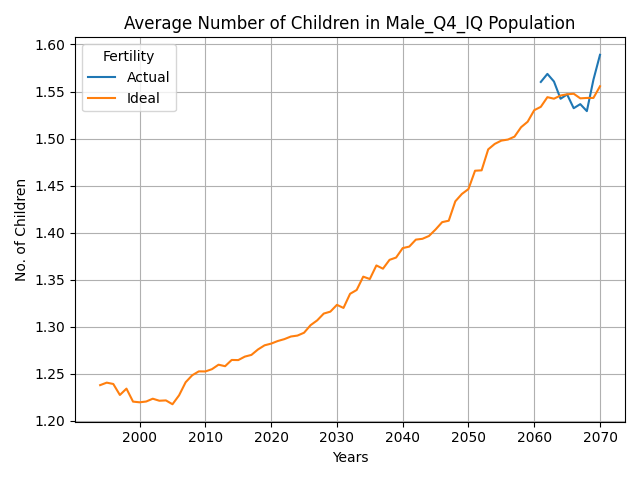 Average Number of Children in Male_Q4_IQ Population
Fertility
Actual
Ideal
No. of Children
1.60
1.55
1.50
1.45
1.40
1.35
1.30
1.25
1.20
2000 2010 2020 2030 2040 2050 2060 2070
Years